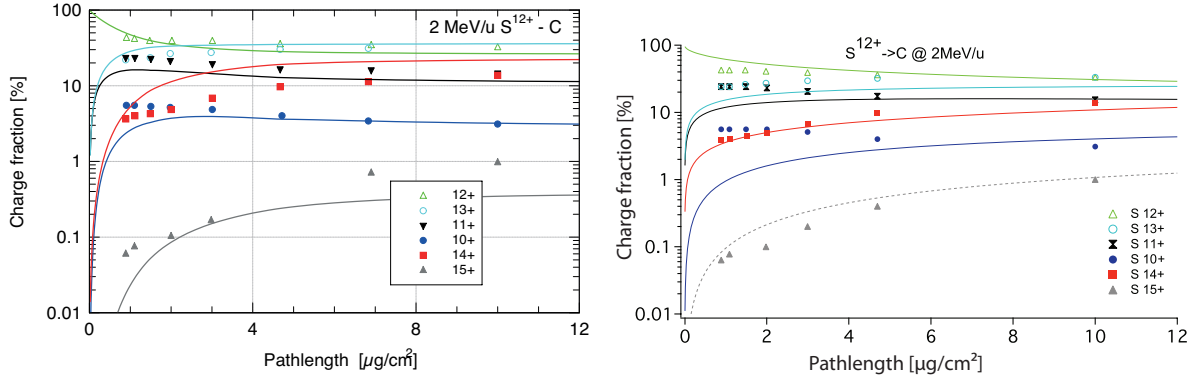 2 MeV/u S12+ - C
Charge fraction [%]
100
10
1
0.1
0.01
0
4
8
12
Pathlength [µg/cm2]
12+
13+
11+
10+
14+
15+
S12+->C @ 2MeV/u
Charge fraction [%]
100
10
1
0.1
0.01
0
2
4
6
8
10
12
Pathlength [µg/cm²]
S 12+
S 13+
S 11+
S 10+
S 14+
S 15+